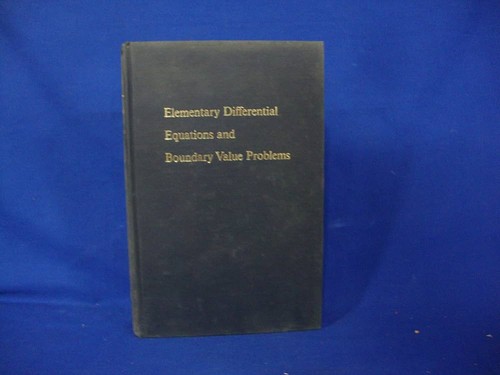 Elementary Differential
Equations and
Boundary Value Problems